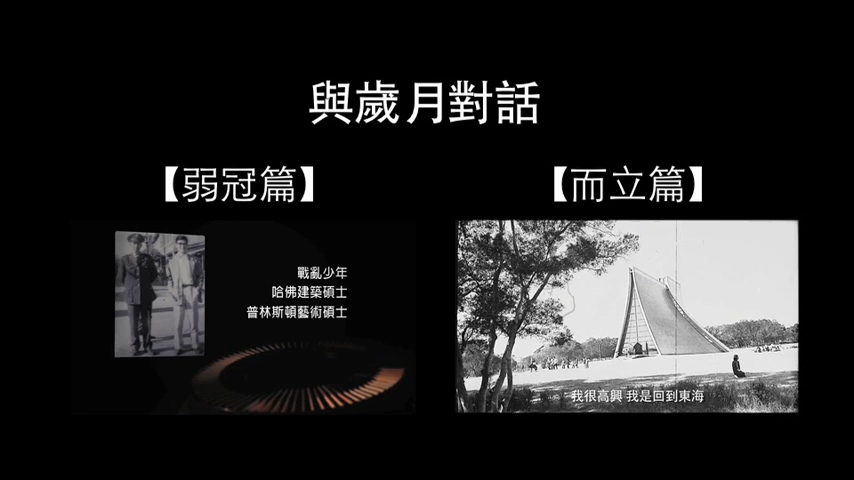 與歲月對話
【弱冠篇】
【而立篇】
戰亂少年
哈佛建築碩士
普林斯頓藝術碩士
我很高興 我是回到東海